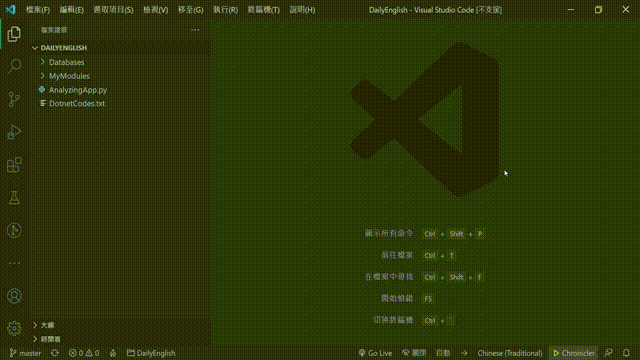 檔案(F) 編輯(E) 選取項目(S) 檢視(V) 移至(G) 執行(R) 終端機(T) 說明(H) DailyEnglish - Visual Studio Code [不支援]
檔案總管 ...
DAILYENGLISH
Databases
MyModules
AnalyzingApp.py
DotnetCodes.txt
顯示所有命令 Ctrl + Shift + P
前往檔案 Ctrl + T
在檔案中尋找 Ctrl + Shift + F
開始偵錯 F5
切換終端機 Ctrl + `
大綱
時間表
master 0 0 DailyEnglish Go Live 關閉 自動 Chinese (Traditional) Chronicler